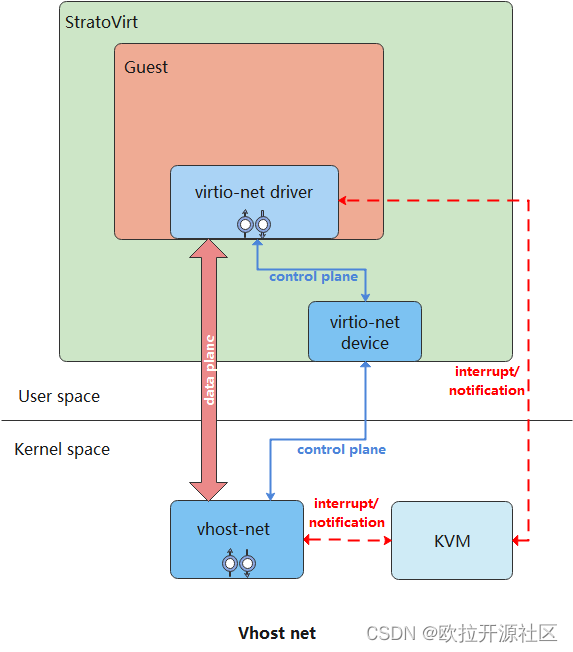 StratoVirt
Guest
virtio-net driver
control plane
virtio-net
device
data plane
interrupt/
notification
User space
Kernel space
control plane
vhost-net
interrupt/
notification
KVM
Vhost net
CSDN @欧拉开源社区